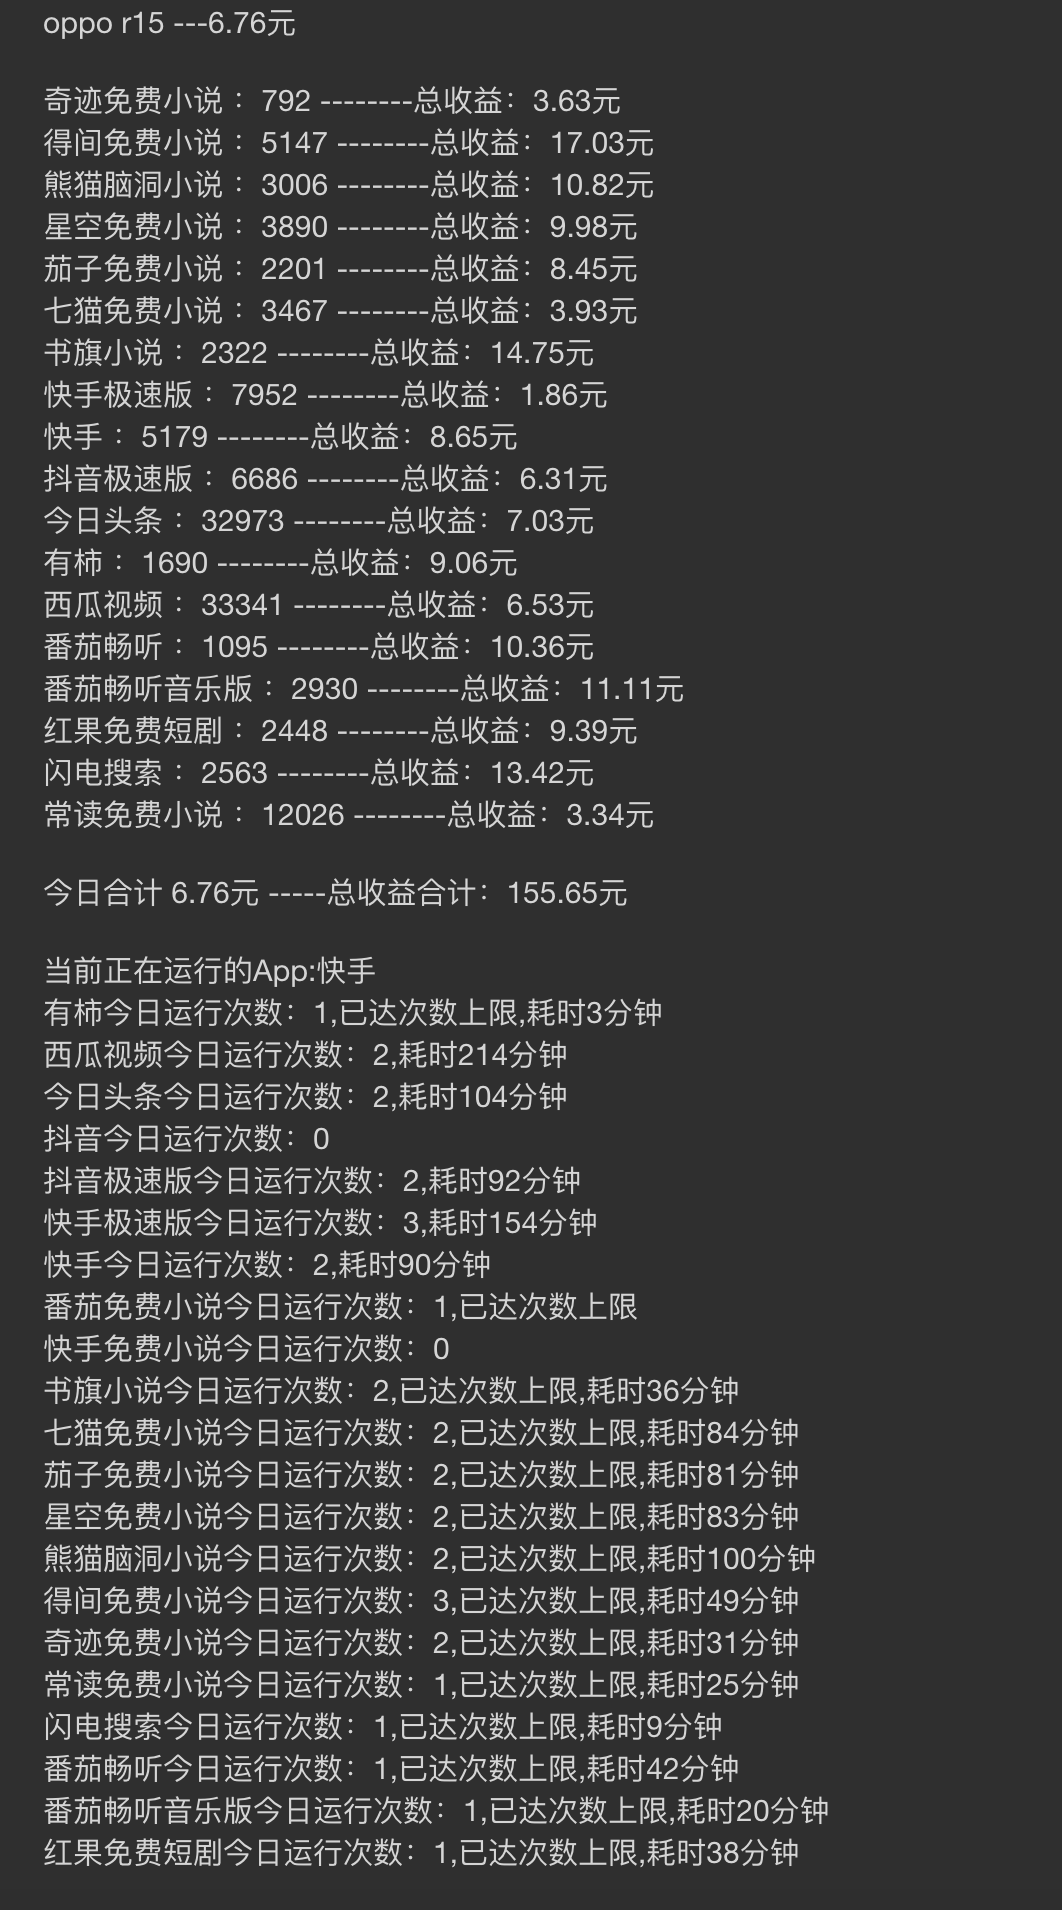 oppo r15 ---6.76元
奇迹免费小说 ：792 --------总收益：3.63元
得间免费小说 ：5147 --------总收益：17.03元
熊猫脑洞小说 ：3006 --------总收益：10.82元
星空免费小说 ：3890 --------总收益：9.98元
茄子免费小说 ：2201 --------总收益：8.45元
七猫免费小说 ：3467 --------总收益：3.93元
书旗小说 ：2322 --------总收益：14.75元
快手极速版 ：7952 --------总收益：1.86元
快手 ：5179 --------总收益：8.65元
抖音极速版 ：6686 --------总收益：6.31元
今日头条 ：32973 --------总收益：7.03元
有柿 ：1690 --------总收益：9.06元
西瓜视频 ：33341 --------总收益：6.53元
番茄畅听 ：1095 --------总收益：10.36元
番茄畅听音乐版 ：2930 --------总收益：11.11元
红果免费短剧 ：2448 --------总收益：9.39元
闪电搜索 ：2563 --------总收益：13.42元
常读免费小说 ：12026 --------总收益：3.34元
今日合计 6.76元 -----总收益合计：155.65元
当前正在运行的App:快手
有柿今日运行次数：1,已达次数上限,耗时3分钟
西瓜视频今日运行次数：2,耗时214分钟
今日头条今日运行次数：2,耗时104分钟
抖音今日运行次数：0
抖音极速版今日运行次数：2,耗时92分钟
快手极速版今日运行次数：3,耗时154分钟
快手今日运行次数：2,耗时90分钟
番茄免费小说今日运行次数：1,已达次数上限
快手免费小说今日运行次数：0
书旗小说今日运行次数：2,已达次数上限,耗时36分钟
七猫免费小说今日运行次数：2,已达次数上限,耗时84分钟
茄子免费小说今日运行次数：2,已达次数上限,耗时81分钟
星空免费小说今日运行次数：2,已达次数上限,耗时83分钟
熊猫脑洞小说今日运行次数：2,已达次数上限,耗时100分钟
得间免费小说今日运行次数：3,已达次数上限,耗时49分钟
奇迹免费小说今日运行次数：2,已达次数上限,耗时31分钟
常读免费小说今日运行次数：1,已达次数上限,耗时25分钟
闪电搜索今日运行次数：1,已达次数上限,耗时9分钟
番茄畅听今日运行次数：1,已达次数上限,耗时42分钟
番茄畅听音乐版今日运行次数：1,已达次数上限,耗时20分钟
红果免费短剧今日运行次数：1,已达次数上限,耗时38分钟